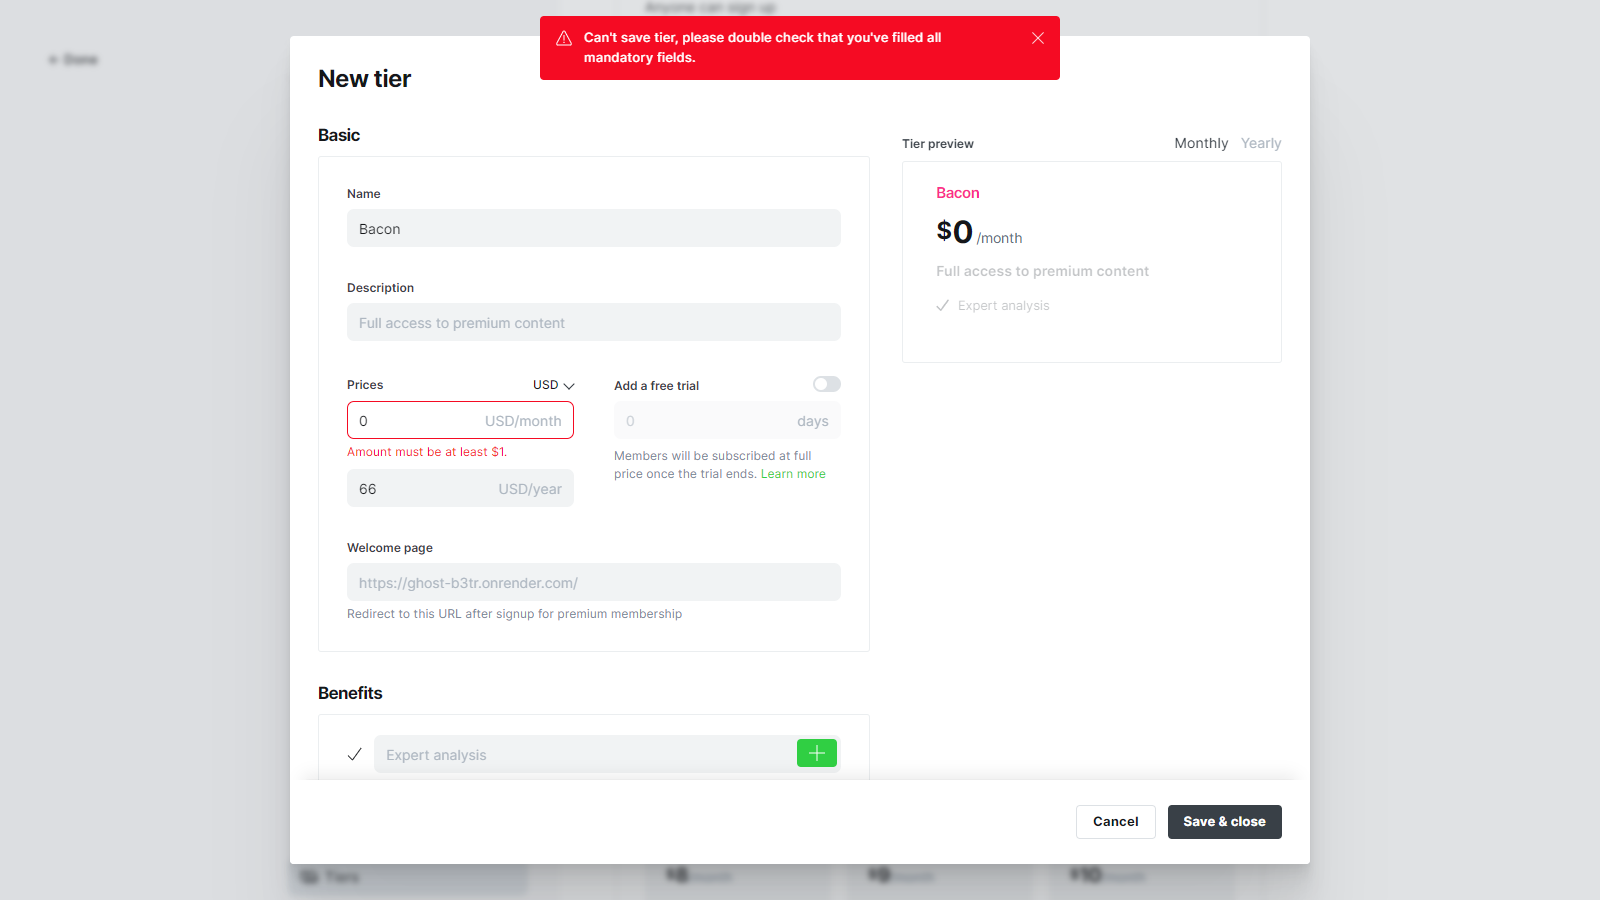 Anyone can sign up
Can't save tier, please double check that you've filled all
mandatory fields.
← Done
New tier
Basic
Name
Bacon
Description
Full access to premium content
Prices
USD
0
USD/month
Amount must be at least $1.
66
USD/year
Add a free trial
0
days
Members will be subscribed at full
price once the trial ends. Learn more
Welcome page
https://ghost-b3tr.onrender.com/
Redirect to this URL after signup for premium membership
Benefits
Expert analysis
Tier preview
Monthly
Yearly
Bacon
$0 /month
Full access to premium content
Expert analysis
Cancel
Save & close
Tiers
$8/month
$9/month
$10/month